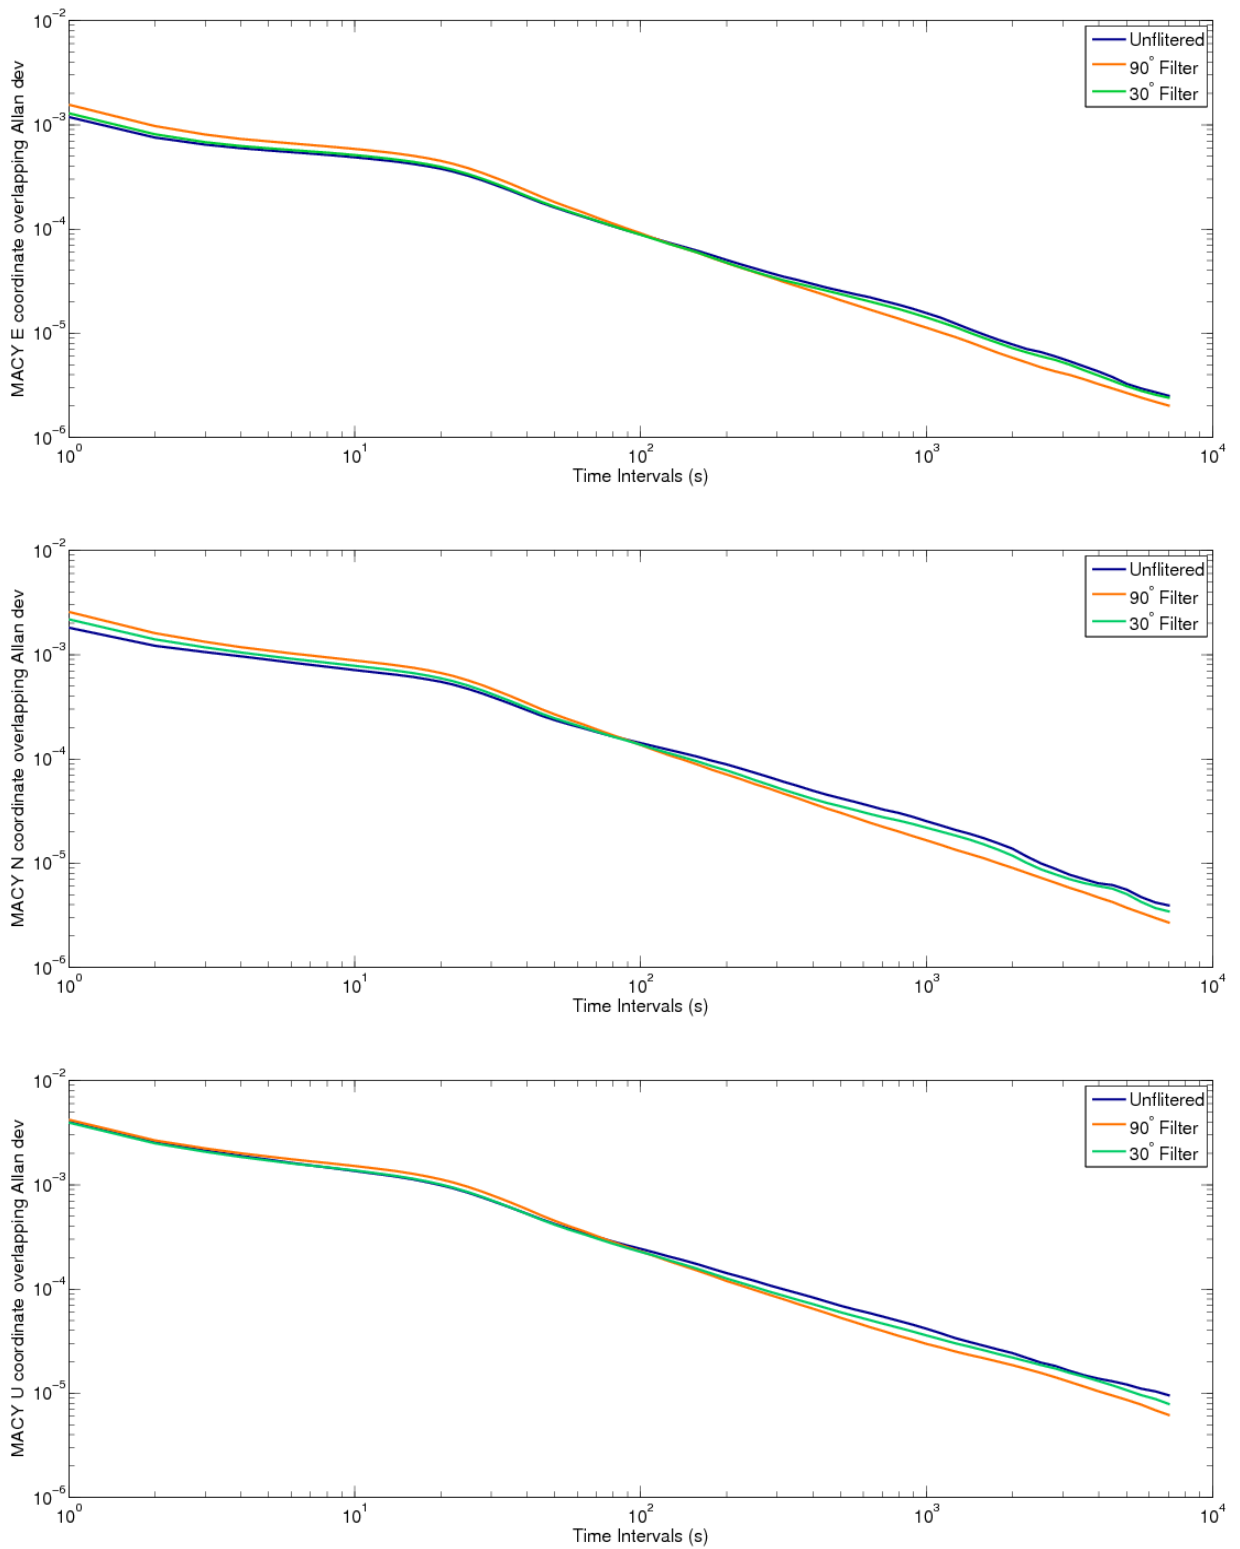 10^-2
10^-3
10^-4
10^-5
10^-6
MACY E coordinate overlapping Allan dev
Unflitered
90° Filter
30° Filter
10^0 10^1 10^2 10^3 10^4
Time Intervals (s)
10^-2
10^-3
10^-4
10^-5
10^-6
MACY N coordinate overlapping Allan dev
Unflitered
90° Filter
30° Filter
10^0 10^1 10^2 10^3 10^4
Time Intervals (s)
10^-2
10^-3
10^-4
10^-5
10^-6
MACY U coordinate overlapping Allan dev
Unflitered
90° Filter
30° Filter
10^0 10^1 10^2 10^3 10^4
Time Intervals (s)